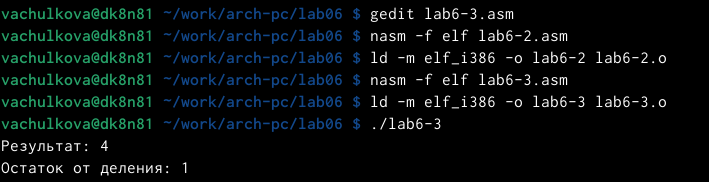 vachulkova@dk8n81 ~/work/arch-pc/lab06 $ gedit lab6-3.asm
vachulkova@dk8n81 ~/work/arch-pc/lab06 $ nasm -f elf lab6-2.asm
vachulkova@dk8n81 ~/work/arch-pc/lab06 $ ld -m elf_i386 -o lab6-2 lab6-2.o
vachulkova@dk8n81 ~/work/arch-pc/lab06 $ nasm -f elf lab6-3.asm
vachulkova@dk8n81 ~/work/arch-pc/lab06 $ ld -m elf_i386 -o lab6-3 lab6-3.o
vachulkova@dk8n81 ~/work/arch-pc/lab06 $ ./lab6-3
Результат: 4
Остаток от деления: 1